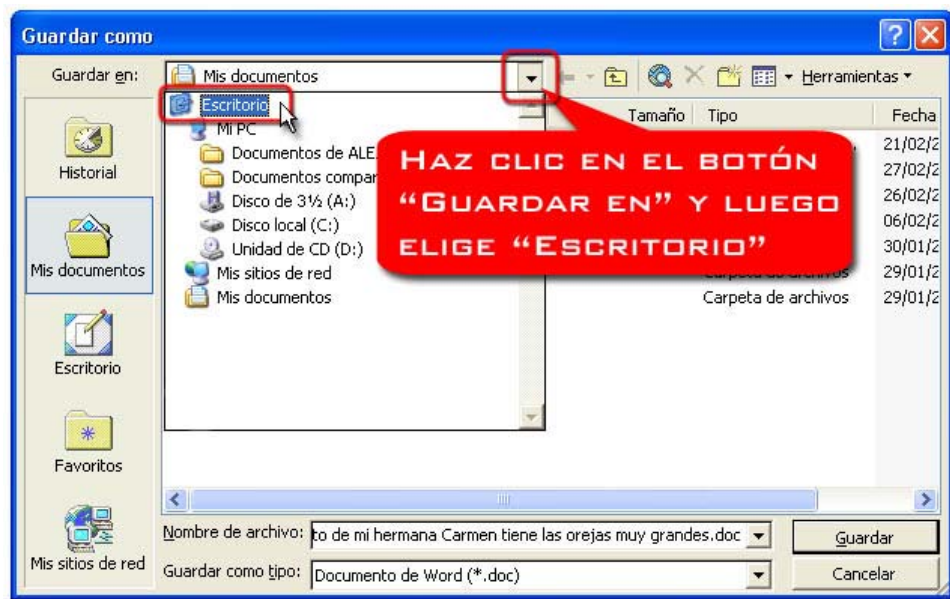 Guardar como
Guardar en:
Mis documentos
Herramientas
Escritorio
Mi PC
Documentos de ALE
Documentos compar
Disco de 3½ (A:)
Disco local (C:)
Unidad de CD (D:)
Mis sitios de red
Mis documentos
Tamaño Tipo Fecha
21/02/2
27/02/2
26/02/2
06/02/2
30/01/2
Carpeta de archivos 29/01/2
Carpeta de archivos 29/01/2
HAZ CLIC EN EL BOTÓN
“GUARDAR EN” Y LUEGO
ELIGE “ESCRITORIO”
Historial
Mis documentos
Escritorio
Favoritos
Mis sitios de red
Nombre de archivo: to de mi hermana Carmen tiene las orejas muy grandes.doc
Guardar
Guardar como tipo: Documento de Word (*.doc)
Cancelar